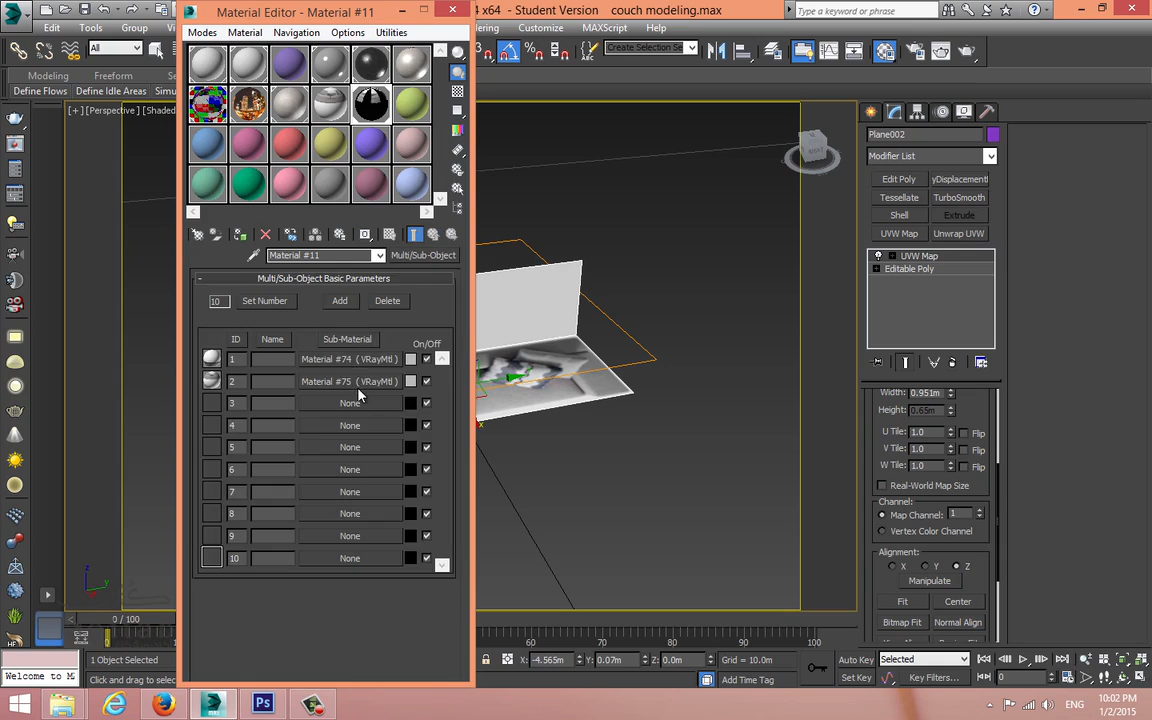 Material Editor - Material #11
4 x64 - Student Version couch modeling.max
Type a keyword or phrase
Modes Material Navigation Options Utilities
Edit Tools Group
Customize MAXScript Help
All
Create Selection Se
Modeling Freeform
Define Flows Define Idle Areas Simu
[+] [Perspective] [Shaded
Material #11 Multi/Sub-Object
Multi/Sub-Object Basic Parameters
10 Set Number Add Delete
ID Name Sub-Material On/Off
1 Material #74 ( VRayMtl )
2 Material #75 ( VRayMtl )
3 None
4 None
5 None
6 None
7 None
8 None
9 None
10 None
Plane002
Modifier List
Edit Poly yDisplacement
Tessellate TurboSmooth
Shell Extrude
UVW Map Unwrap UVW
UVW Map
Editable Poly
Width: 0.951m
Height: 0.65m
U Tile: 1.0 Flip
V Tile: 1.0 Flip
W Tile: 1.0 Flip
Real-World Map Size
Channel:
Map Channel: 1
Vertex Color Channel
Alignment:
X Y Z
Manipulate
Fit Center
Bitmap Fit Normal Align
z
y
x
0 / 100
0
60 70 80 90 100
1 Object Selected
X: -4.565m Y: 0.07m Z: 0.0m Grid = 10.0m
Auto Key Selected
Welcome to M
Click and drag to selec
Add Time Tag
Set Key Key Filters... 0
ENG
10:02 PM
1/2/2015